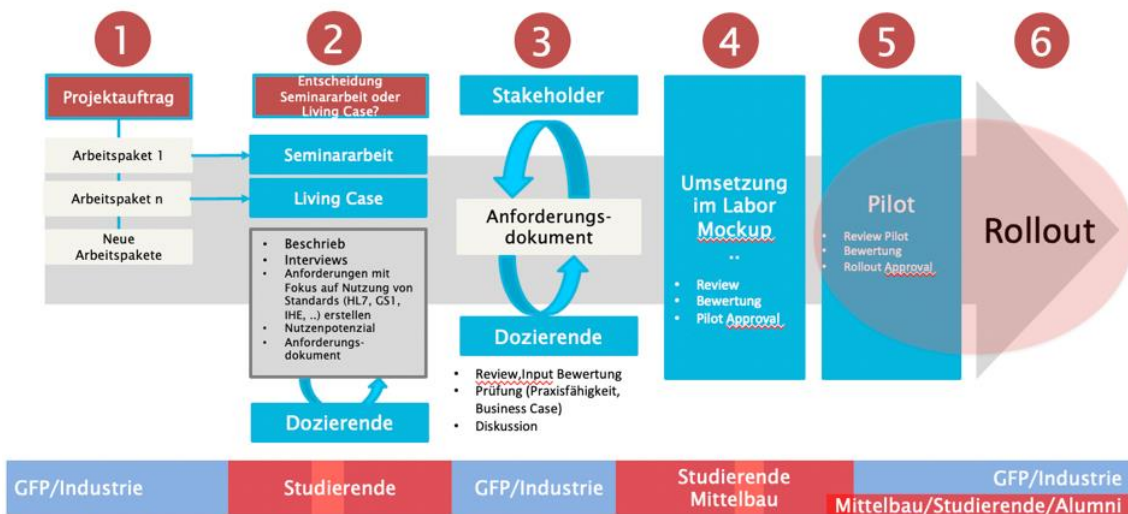 1
2
3
4
5
6
Projektauftrag
Arbeitspaket 1
Arbeitspaket n
Neue
Arbeitspakete
Entscheidung
Seminararbeit oder
Living Case?
Seminararbeit
Living Case
• Beschrieb
• Interviews
• Anforderungen mit
Fokus auf Nutzung von
Standards (HL7, GS1,
IHE, ..) erstellen
• Nutzenpotenzial
• Anforderungs-
dokument
Dozierende
Stakeholder
Anforderungs-
dokument
Dozierende
• Review,Input Bewertung
• Prüfung (Praxisfähigkeit,
Business Case)
• Diskussion
Umsetzung
im Labor
Mockup
..
• Review
• Bewertung
• Pilot Approval
Pilot
• Review Pilot
• Bewertung
• Rollout Approval
Rollout
GFP/Industrie
Studierende
GFP/Industrie
Studierende
Mittelbau
GFP/Industrie
Mittelbau/Studierende/Alumni